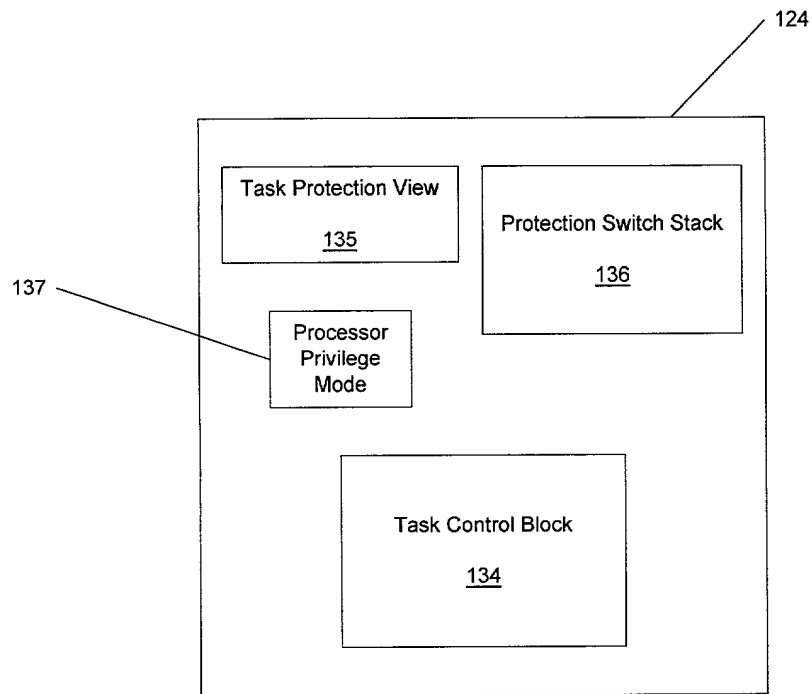 124
Task Protection View
135
Protection Switch Stack
136
137
Processor
Privilege
Mode
Task Control Block
134